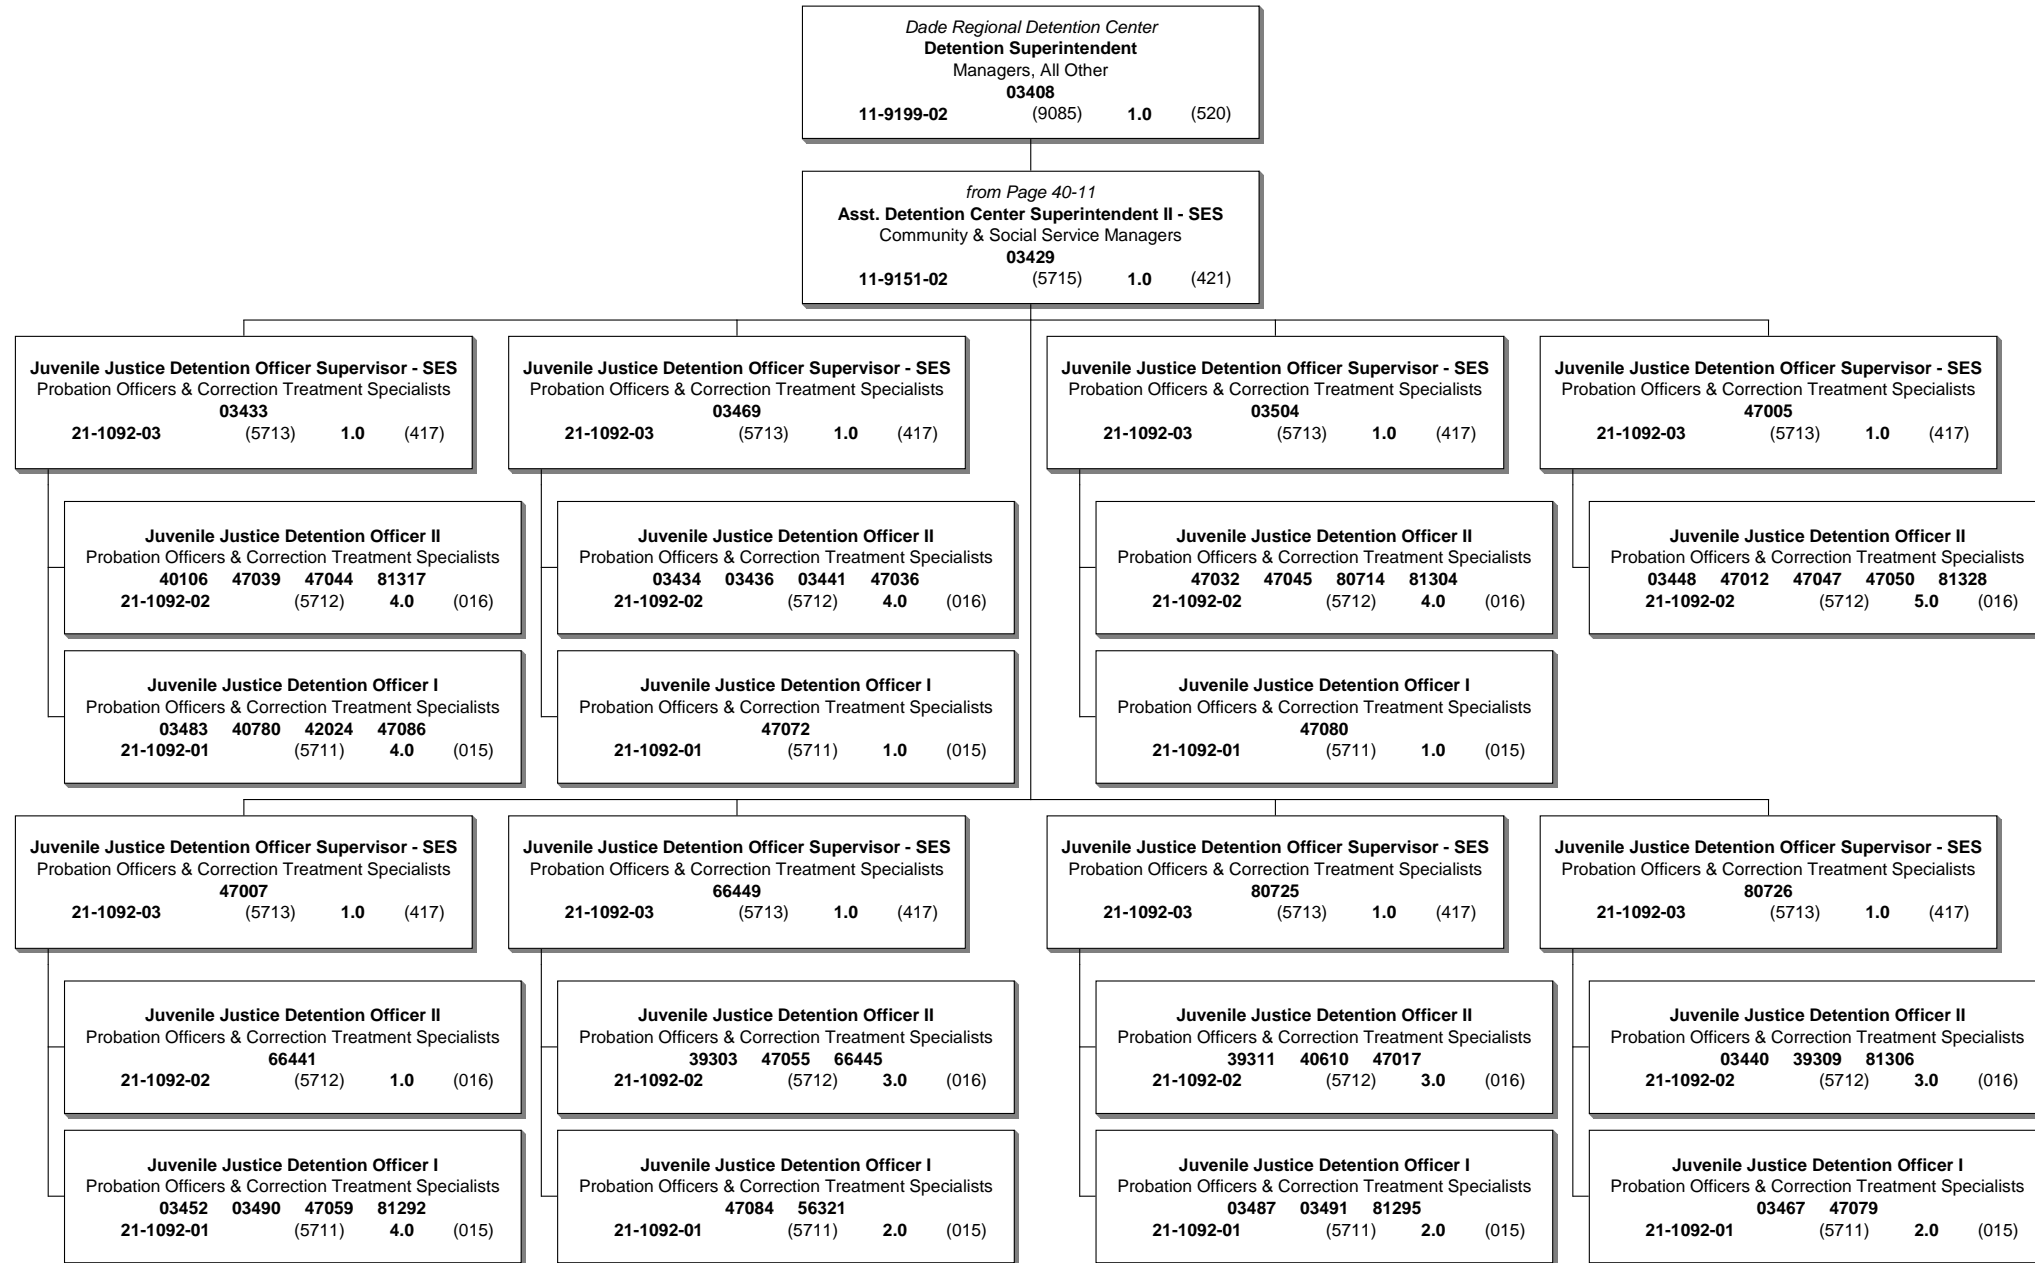 Dade Regional Detention Center
Detention Superintendent
Managers, All Other
03408
11-9199-02 (9085) 1.0 (520)
from Page 40-11
Asst. Detention Center Superintendent II - SES
Community & Social Service Managers
03429
11-9151-02 (5715) 1.0 (421)
Juvenile Justice Detention Officer Supervisor - SES
Probation Officers & Correction Treatment Specialists
03433
21-1092-03 (5713) 1.0 (417)
Juvenile Justice Detention Officer II
Probation Officers & Correction Treatment Specialists
40106 47039 47044 81317
21-1092-02 (5712) 4.0 (016)
Juvenile Justice Detention Officer I
Probation Officers & Correction Treatment Specialists
03483 40780 42024 47086
21-1092-01 (5711) 4.0 (015)
Juvenile Justice Detention Officer Supervisor - SES
Probation Officers & Correction Treatment Specialists
03469
21-1092-03 (5713) 1.0 (417)
Juvenile Justice Detention Officer II
Probation Officers & Correction Treatment Specialists
03434 03436 03441 47036
21-1092-02 (5712) 4.0 (016)
Juvenile Justice Detention Officer I
Probation Officers & Correction Treatment Specialists
47072
21-1092-01 (5711) 1.0 (015)
Juvenile Justice Detention Officer Supervisor - SES
Probation Officers & Correction Treatment Specialists
03504
21-1092-03 (5713) 1.0 (417)
Juvenile Justice Detention Officer II
Probation Officers & Correction Treatment Specialists
47032 47045 80714 81304
21-1092-02 (5712) 4.0 (016)
Juvenile Justice Detention Officer I
Probation Officers & Correction Treatment Specialists
47080
21-1092-01 (5711) 1.0 (015)
Juvenile Justice Detention Officer Supervisor - SES
Probation Officers & Correction Treatment Specialists
47005
21-1092-03 (5713) 1.0 (417)
Juvenile Justice Detention Officer II
Probation Officers & Correction Treatment Specialists
03448 47012 47047 47050 81328
21-1092-02 (5712) 5.0 (016)
Juvenile Justice Detention Officer Supervisor - SES
Probation Officers & Correction Treatment Specialists
47007
21-1092-03 (5713) 1.0 (417)
Juvenile Justice Detention Officer II
Probation Officers & Correction Treatment Specialists
66441
21-1092-02 (5712) 1.0 (016)
Juvenile Justice Detention Officer I
Probation Officers & Correction Treatment Specialists
03452 03490 47059 81292
21-1092-01 (5711) 4.0 (015)
Juvenile Justice Detention Officer Supervisor - SES
Probation Officers & Correction Treatment Specialists
66449
21-1092-03 (5713) 1.0 (417)
Juvenile Justice Detention Officer II
Probation Officers & Correction Treatment Specialists
39303 47055 66445
21-1092-02 (5712) 3.0 (016)
Juvenile Justice Detention Officer I
Probation Officers & Correction Treatment Specialists
47084 56321
21-1092-01 (5711) 2.0 (015)
Juvenile Justice Detention Officer Supervisor - SES
Probation Officers & Correction Treatment Specialists
80725
21-1092-03 (5713) 1.0 (417)
Juvenile Justice Detention Officer II
Probation Officers & Correction Treatment Specialists
39311 40610 47017
21-1092-02 (5712) 3.0 (016)
Juvenile Justice Detention Officer I
Probation Officers & Correction Treatment Specialists
03487 03491 81295
21-1092-01 (5711) 2.0 (015)
Juvenile Justice Detention Officer Supervisor - SES
Probation Officers & Correction Treatment Specialists
80726
21-1092-03 (5713) 1.0 (417)
Juvenile Justice Detention Officer II
Probation Officers & Correction Treatment Specialists
03440 39309 81306
21-1092-02 (5712) 3.0 (016)
Juvenile Justice Detention Officer I
Probation Officers & Correction Treatment Specialists
03467 47079
21-1092-01 (5711) 2.0 (015)